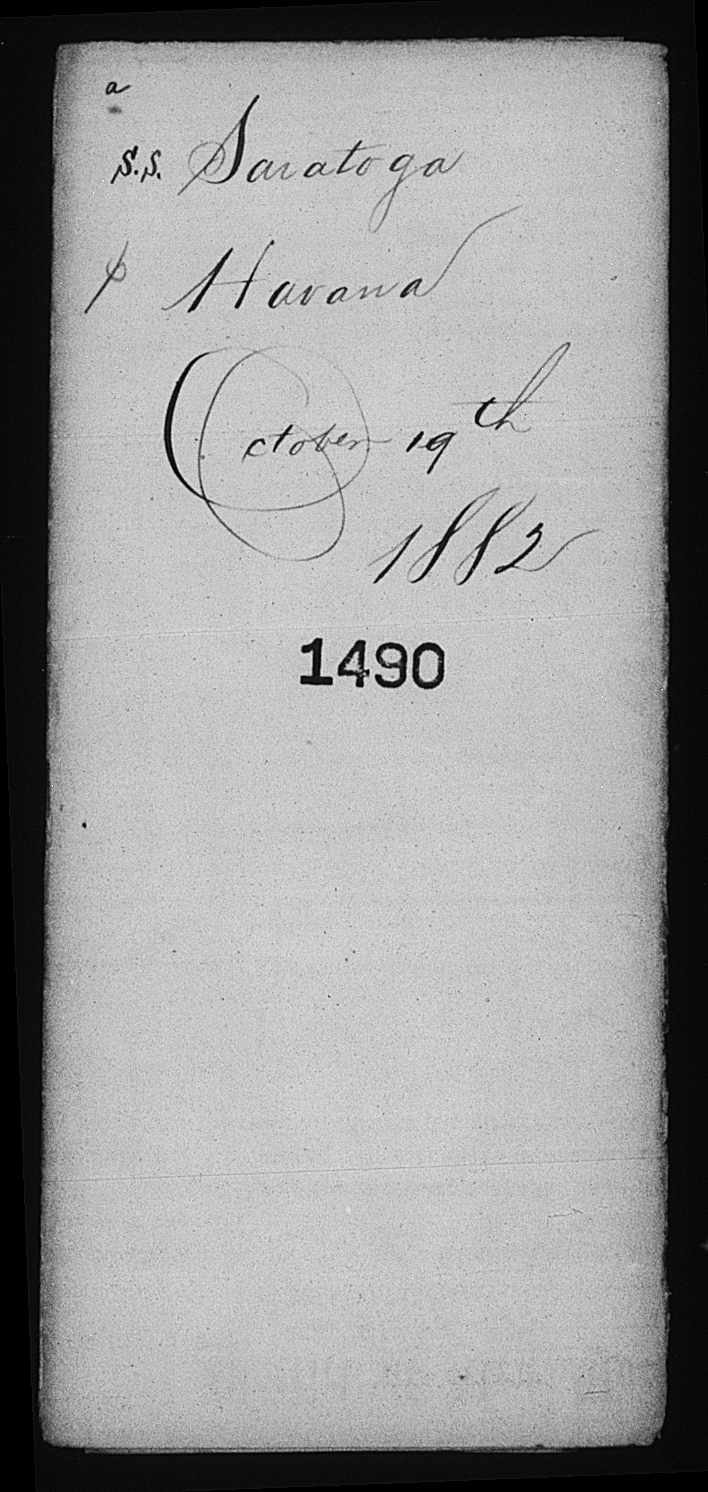 a
S.S. Saratoga
Havana
October 19th
1882
1490